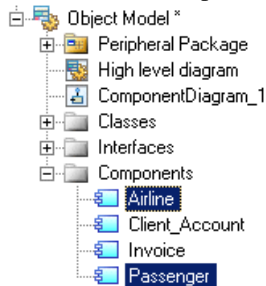 Object Model *
Peripheral Package
High level diagram
ComponentDiagram_1
Classes
Interfaces
Components
Airline
Client_Account
Invoice
Passenger